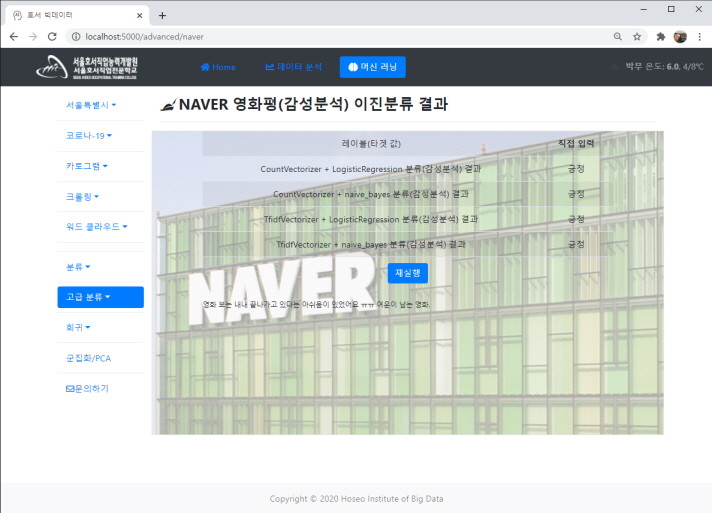 호서 빅데이터
localhost:5000/advanced/naver
서울호서직업능력개발원
서울호서직업전문학교
Home
데이터 분석
머신 러닝
박무 온도: 6.0, 4/8℃
서울특별시
코로나-19
카토그램
크롤링
워드 클라우드
분류
고급 분류
회귀
군집화/PCA
문의하기
NAVER 영화평(감성분석) 이진분류 결과
레이블(타겟 값) 직접 입력
CountVectorizer + LogisticRegression 분류(감성분석) 결과 긍정
CountVectorizer + naive_bayes 분류(감성분석) 결과 긍정
TfidfVectorizer + LogisticRegression 분류(감성분석) 결과 긍정
TfidfVectorizer + naive_bayes 분류(감성분석) 결과 긍정
재실행
NAVER
영화 보는 내내 끝나가고 있다는 아쉬움이 있었어요 ㅠㅠ 여운이 남는 영화.
Copyright © 2020 Hoseo Institute of Big Data